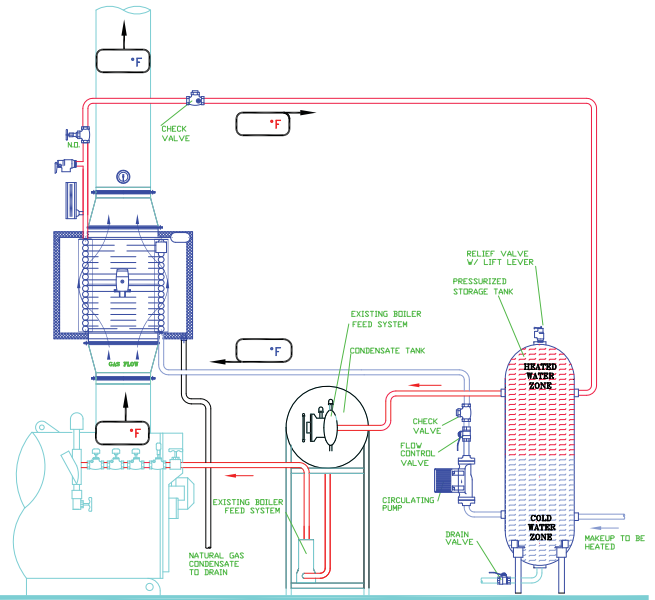 °F
CHECK
VALVE
°F
N.O.
RELIEF VALVE
W/ LIFT LEVER
PRESSURIZED
STORAGE TANK
EXISTING BOILER
FEED SYSTEM
°F
CONDENSATE TANK
GAS FLOW
HEATED
WATER
ZONE
°F
CHECK
VALVE
FLOW
CONTROL
VALVE
EXISTING BOILER
FEED SYSTEM
CIRCULATING
PUMP
COLD
WATER
ZONE
DRAIN
VALVE
MAKEUP TO BE
HEATED
NATURAL GAS
CONDENSATE
TO DRAIN